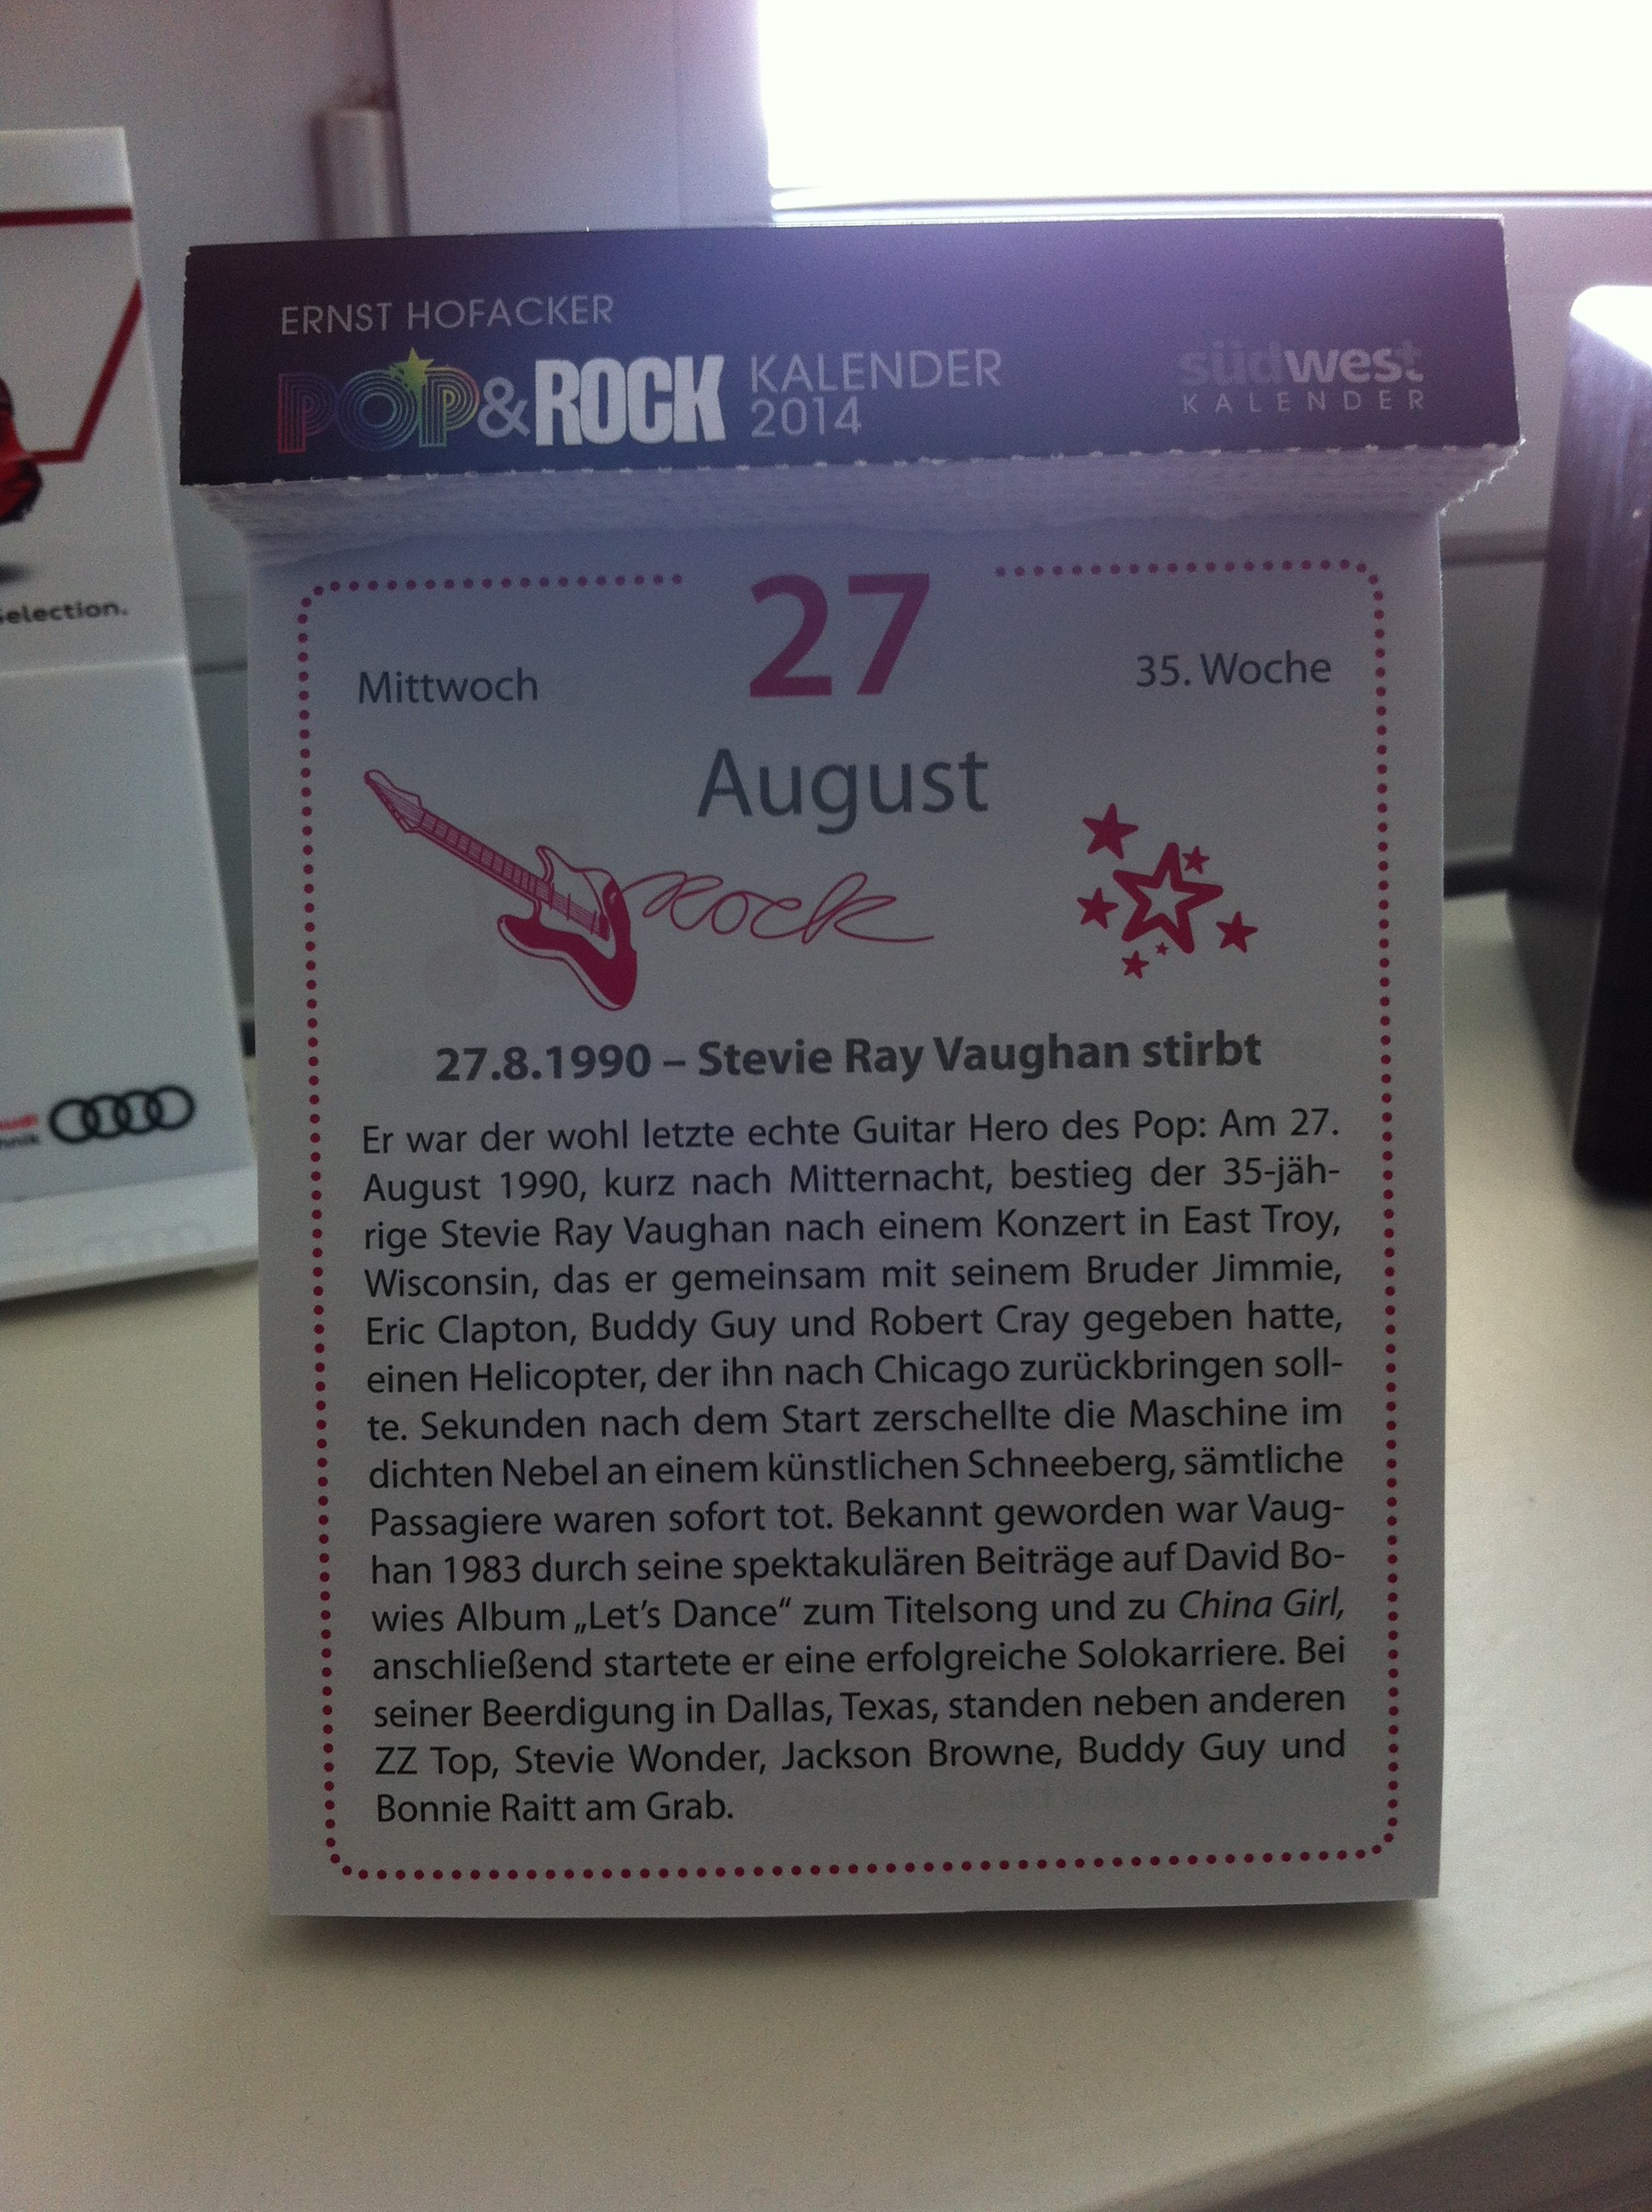 ERNST HOFACKER
POP&ROCK KALENDER
2014
südwest
KALENDER
Selection.
27
Mittwoch
35. Woche
August
Rock
27.8.1990 – Stevie Ray Vaughan stirbt
Er war der wohl letzte echte Guitar Hero des Pop: Am 27.
August 1990, kurz nach Mitternacht, bestieg der 35-jäh-
rige Stevie Ray Vaughan nach einem Konzert in East Troy,
Wisconsin, das er gemeinsam mit seinem Bruder Jimmie,
Eric Clapton, Buddy Guy und Robert Cray gegeben hatte,
einen Helicopter, der ihn nach Chicago zurückbringen soll-
te. Sekunden nach dem Start zerschellte die Maschine im
dichten Nebel an einem künstlichen Schneeberg, sämtliche
Passagiere waren sofort tot. Bekannt geworden war Vaug-
han 1983 durch seine spektakulären Beiträge auf David Bo-
wies Album „Let’s Dance“ zum Titelsong und zu China Girl,
anschließend startete er eine erfolgreiche Solokarriere. Bei
seiner Beerdigung in Dallas, Texas, standen neben anderen
ZZ Top, Stevie Wonder, Jackson Browne, Buddy Guy und
Bonnie Raitt am Grab.